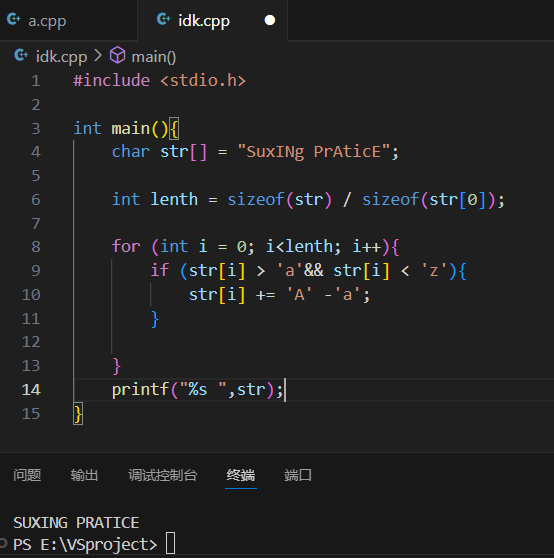 a.cpp idk.cpp
idk.cpp > main()
1 #include <stdio.h>
2
3 int main(){
4 char str[] = "SuxINg PrAticE";
5
6 int lenth = sizeof(str) / sizeof(str[0]);
7
8 for (int i = 0; i<lenth; i++){
9 if (str[i] > 'a'&& str[i] < 'z'){
10 str[i] += 'A' -'a';
11 }
12
13 }
14 printf("%s ",str);
15 }
问题 输出 调试控制台 终端 端口
SUXING PRATICE
PS E:\VSproject>